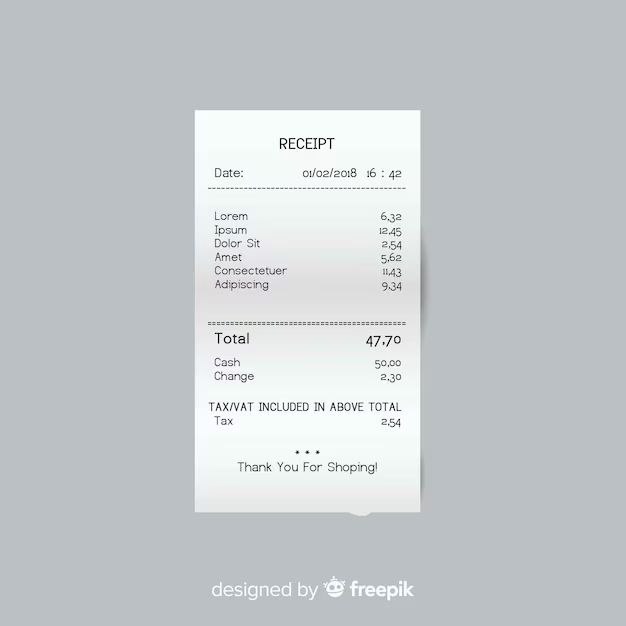 RECEIPT
Date: 01/02/2018 16 : 42
Lorem 6,32
Ipsum 12,45
Dolor Sit 2,54
Amet 5,62
Consectetuer 11,43
Adipiscing 9,34
Total 47,70
Cash 50,00
Change 2,30
TAX/VAT INCLUDED IN ABOVE TOTAL
Tax 2,54
* * *
Thank You For Shoping!
designed by freepik